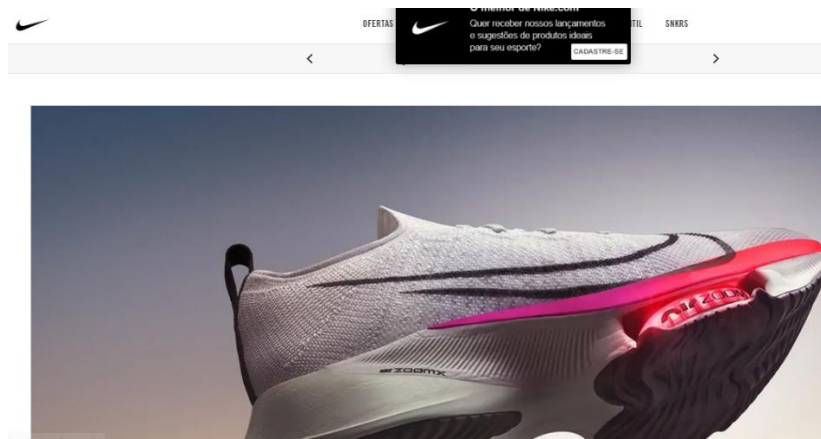 O melhor de Nike.com
OFERTAS
Quer receber nossos lançamentos
e sugestões de produtos ideais
para seu esporte?
CADASTRE-SE
SNKRS
ZOOMX